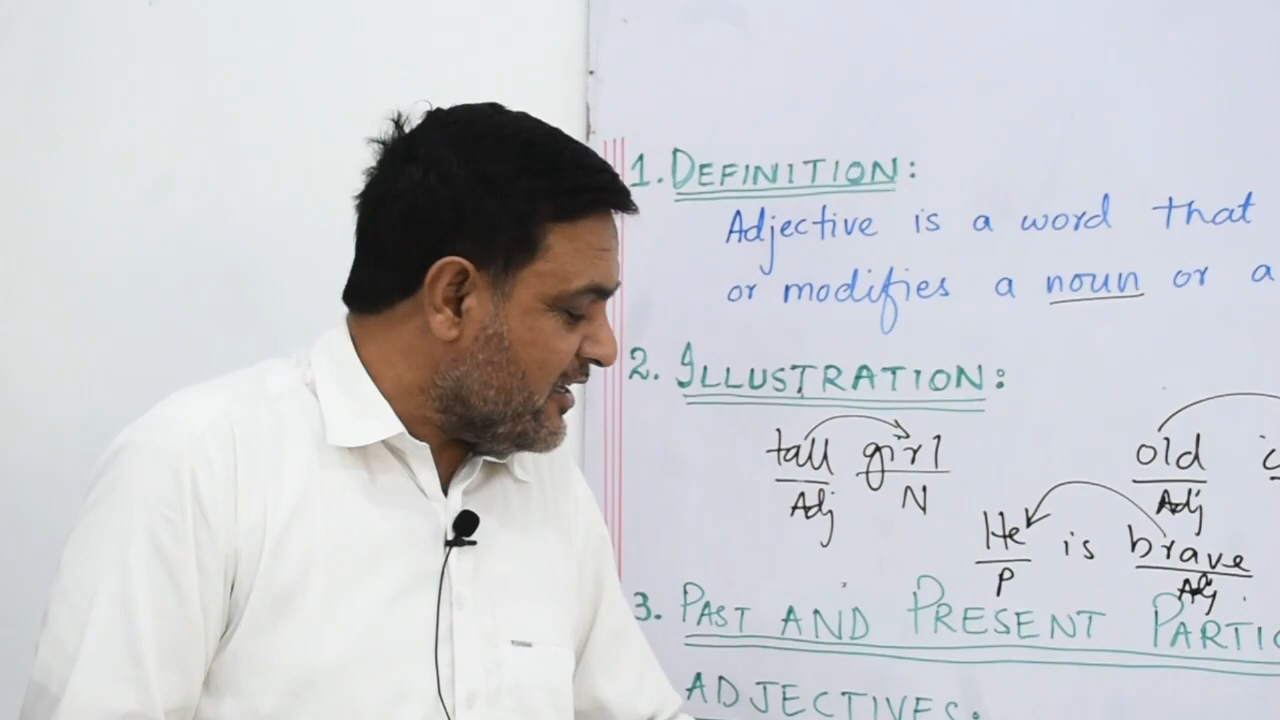 1. DEFINITION:
Adjective is a word that
or modifies a noun or a
2. ILLUSTRATION:
tall girl old
Adj N Adj
He is brave
P Adj.
3. PAST AND PRESENT PARTIC
ADJECTIVES: